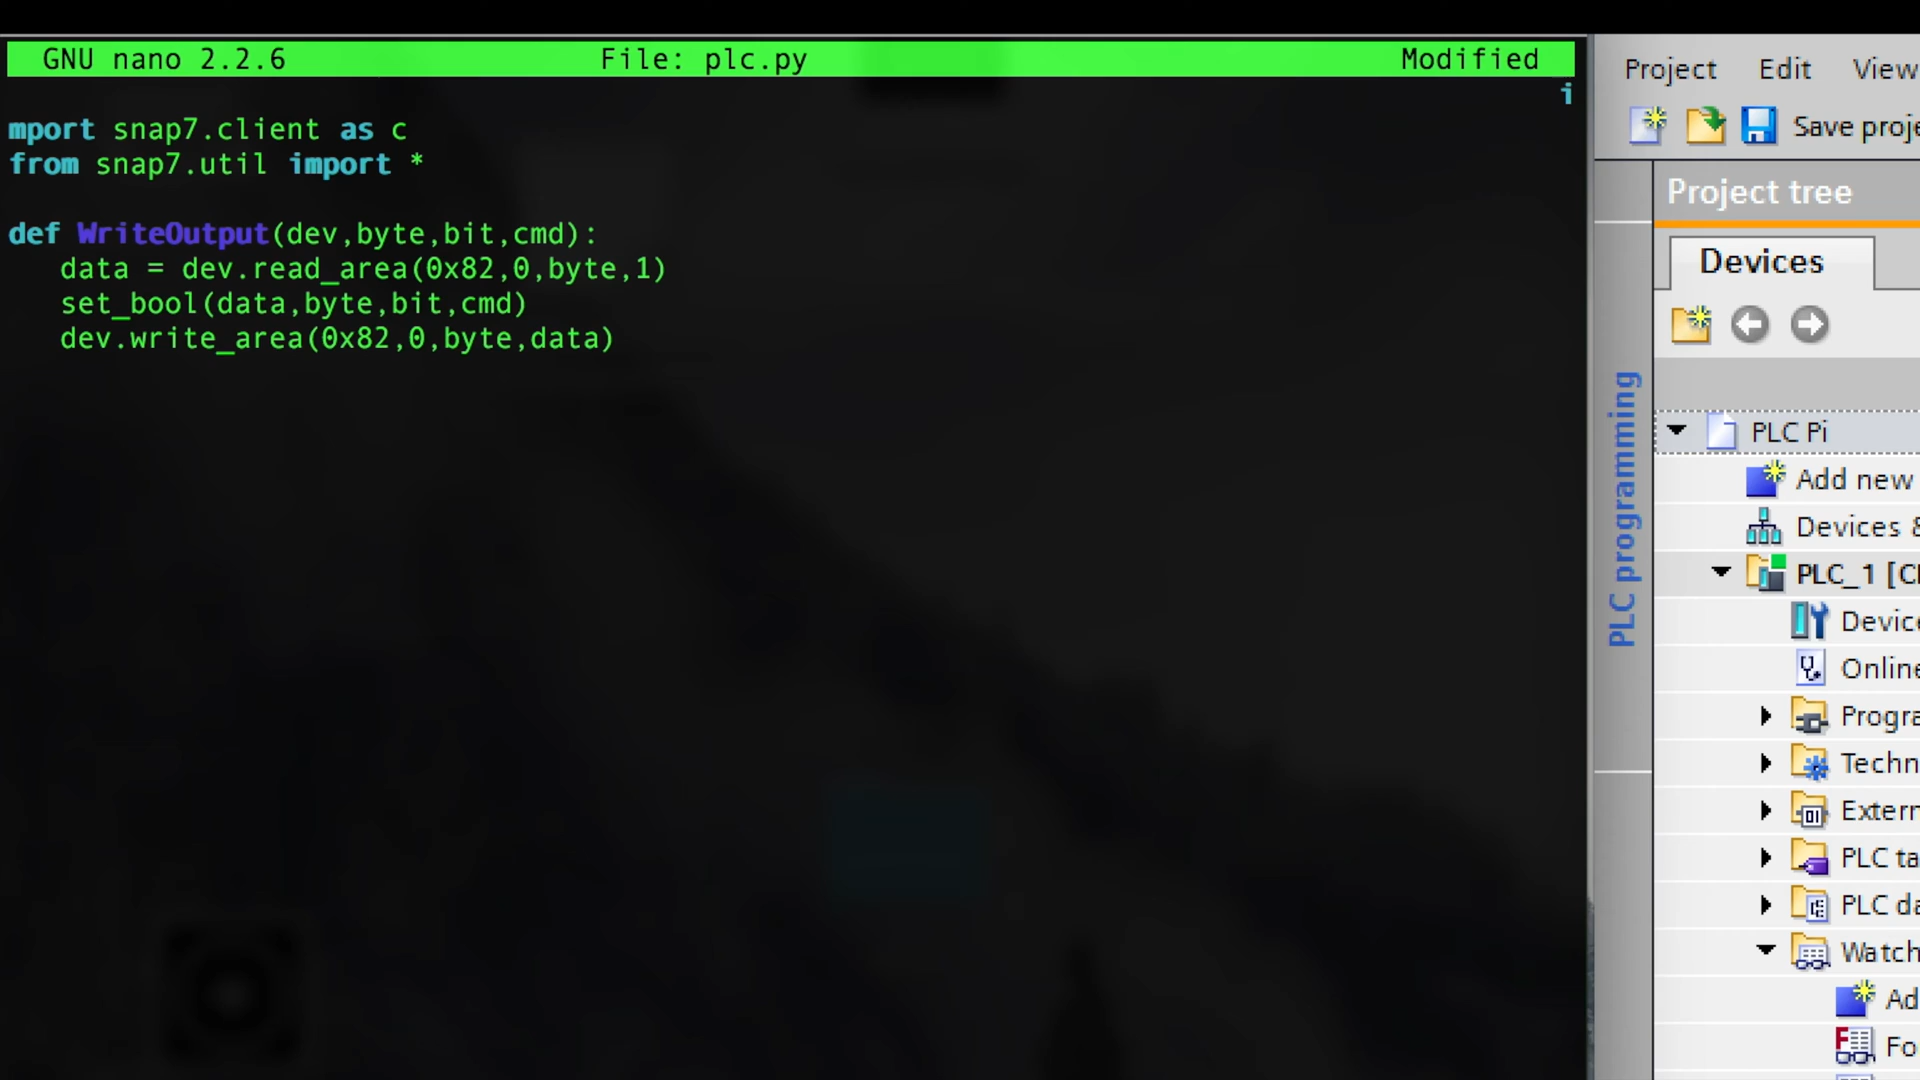 GNU nano 2.2.6 File: plc.py Modified
i
mport snap7.client as c
from snap7.util import *
def WriteOutput(dev,byte,bit,cmd):
data = dev.read_area(0x82,0,byte,1)
set_bool(data,byte,bit,cmd)
dev.write_area(0x82,0,byte,data)
Project Edit View
Save proje
Project tree
Devices
PLC programming
PLC Pi
Add new
Devices &
PLC_1 [C
Device
Online
Progra
Techn
Extern
PLC ta
PLC da
Watch
Ad
Fo